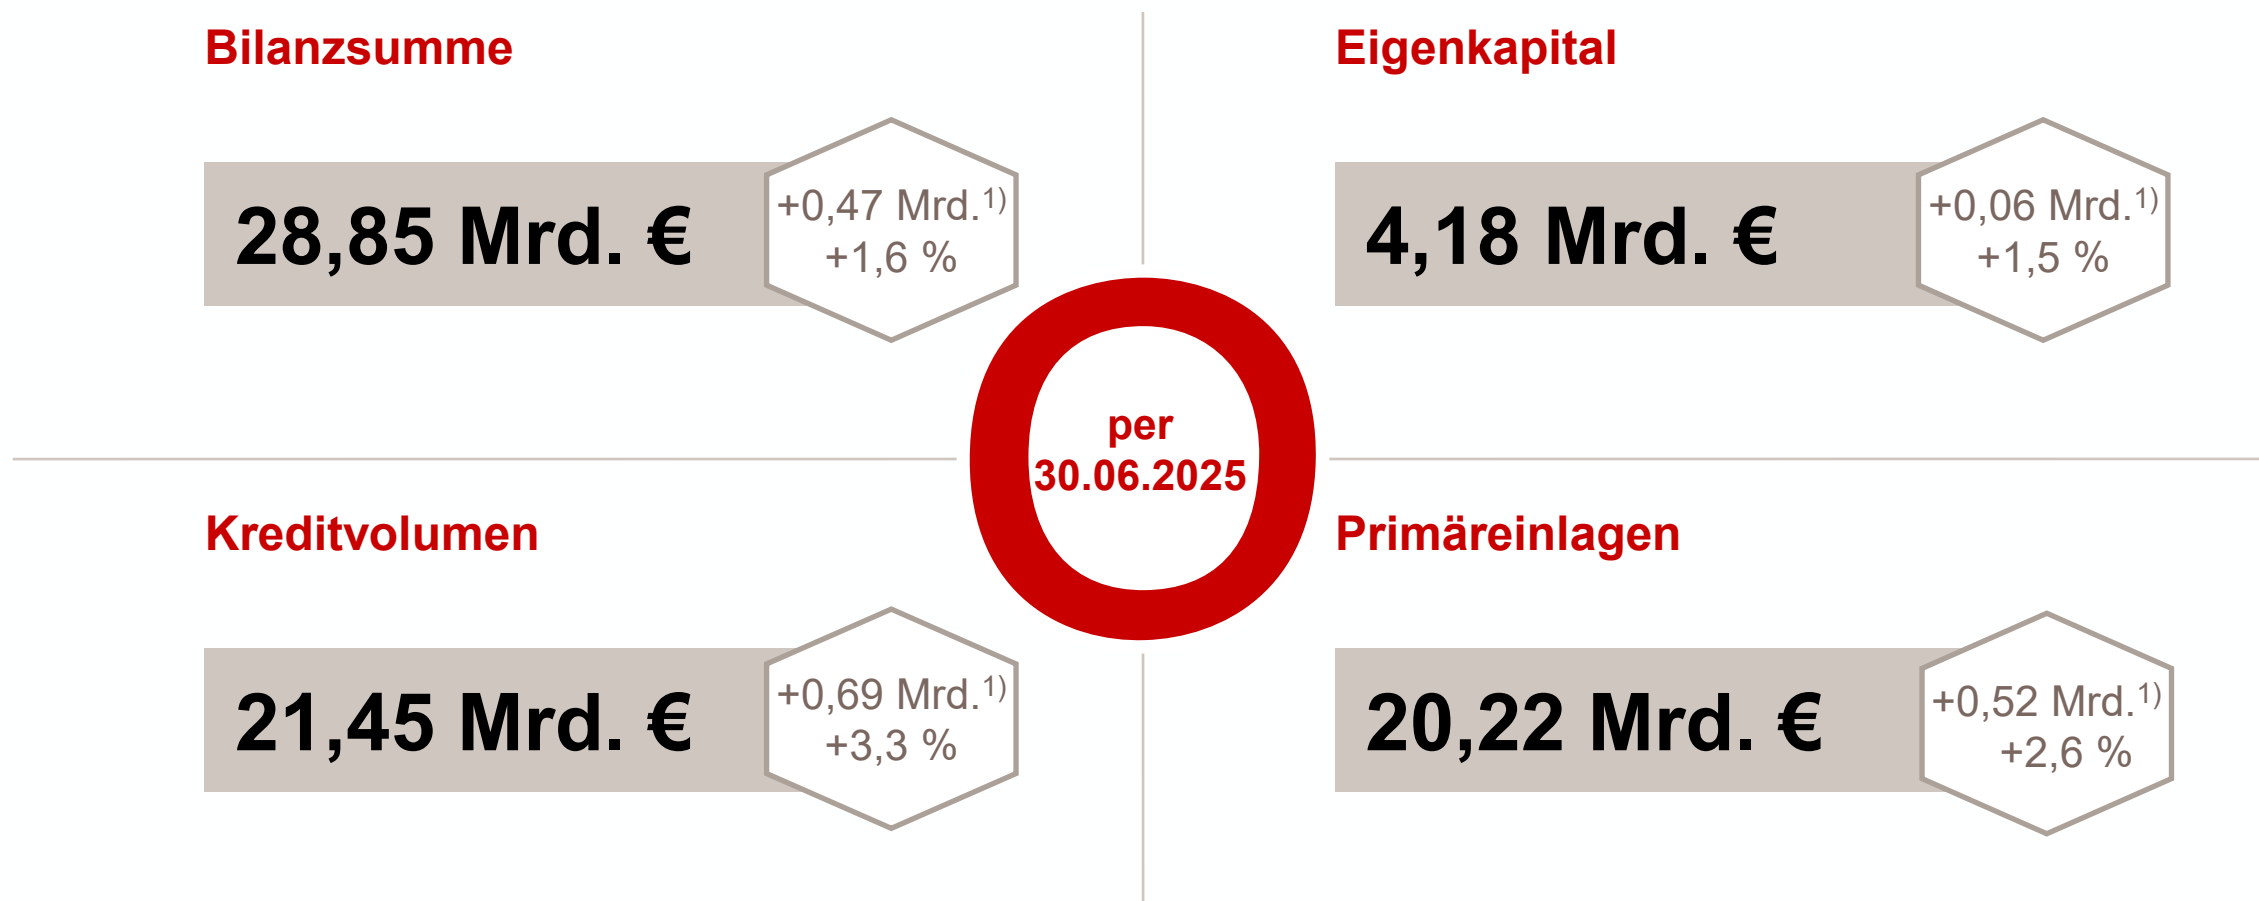 Bilanzsumme
28,85 Mrd. €
+0,47 Mrd.1)
+1,6 %
Eigenkapital
4,18 Mrd. €
+0,06 Mrd.1)
+1,5 %
per
30.06.2025
Kreditvolumen
21,45 Mrd. €
+0,69 Mrd.1)
+3,3 %
Primäreinlagen
20,22 Mrd. €
+0,52 Mrd.1)
+2,6 %